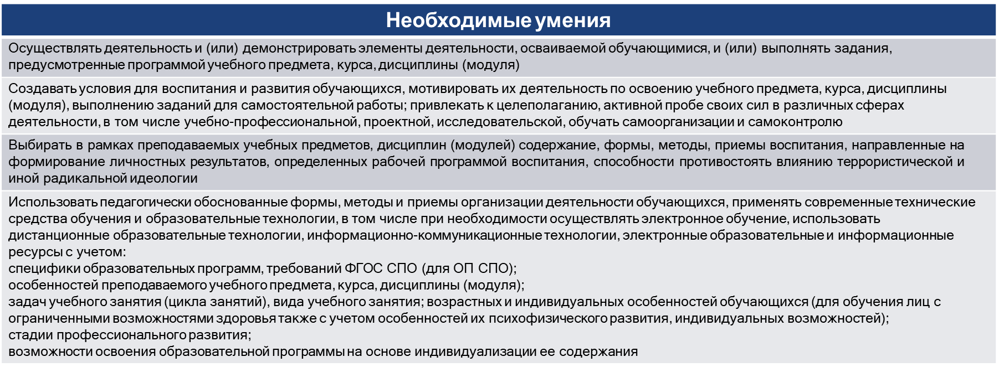 Необходимые умения
Осуществлять деятельность и (или) демонстрировать элементы деятельности, осваиваемой обучающимися, и (или) выполнять задания,
предусмотренные программой учебного предмета, курса, дисциплины (модуля)
Создавать условия для воспитания и развития обучающихся, мотивировать их деятельность по освоению учебного предмета, курса, дисциплины
(модуля), выполнению заданий для самостоятельной работы; привлекать к целеполаганию, активной пробе своих сил в различных сферах
деятельности, в том числе учебно-профессиональной, проектной, исследовательской, обучать самоорганизации и самоконтролю
Выбирать в рамках преподаваемых учебных предметов, дисциплин (модулей) содержание, формы, методы, приемы воспитания, направленные на
формирование личностных результатов, определенных рабочей программой воспитания, способности противостоять влиянию террористической и
иной радикальной идеологии
Использовать педагогически обоснованные формы, методы и приемы организации деятельности обучающихся, применять современные технические
средства обучения и образовательные технологии, в том числе при необходимости осуществлять электронное обучение, использовать
дистанционные образовательные технологии, информационно-коммуникационные технологии, электронные образовательные и информационные
ресурсы с учетом:
специфики образовательных программ, требований ФГОС СПО (для ОП СПО);
особенностей преподаваемого учебного предмета, курса, дисциплины (модуля);
задач учебного занятия (цикла занятий), вида учебного занятия; возрастных и индивидуальных особенностей обучающихся (для обучения лиц с
ограниченными возможностями здоровья также с учетом особенностей их психофизического развития, индивидуальных возможностей);
стадии профессионального развития;
возможности освоения образовательной программы на основе индивидуализации ее содержания